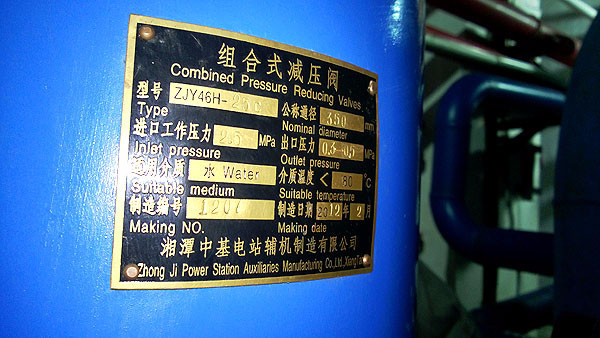 组合式减压阀
Combined Pressure Reducing Valves
型号 ZJY46H-25C 公称通径 350 mm
Type Nominal diameter
进口工作压力 2.5 MPa 出口压力 0.3-0.5 MPa
Inlet pressure Outlet pressure
适用介质 水 Water 介质温度 < 80 °C
Suitable medium Suitable temperature
制造编号 1207 制造日期 2012年2月
Making NO. Making date
湘潭中基电站辅机制造有限公司
Zhong Ji Power Station Auxiliaries Manufacturing Co,Ltd,XiangTan